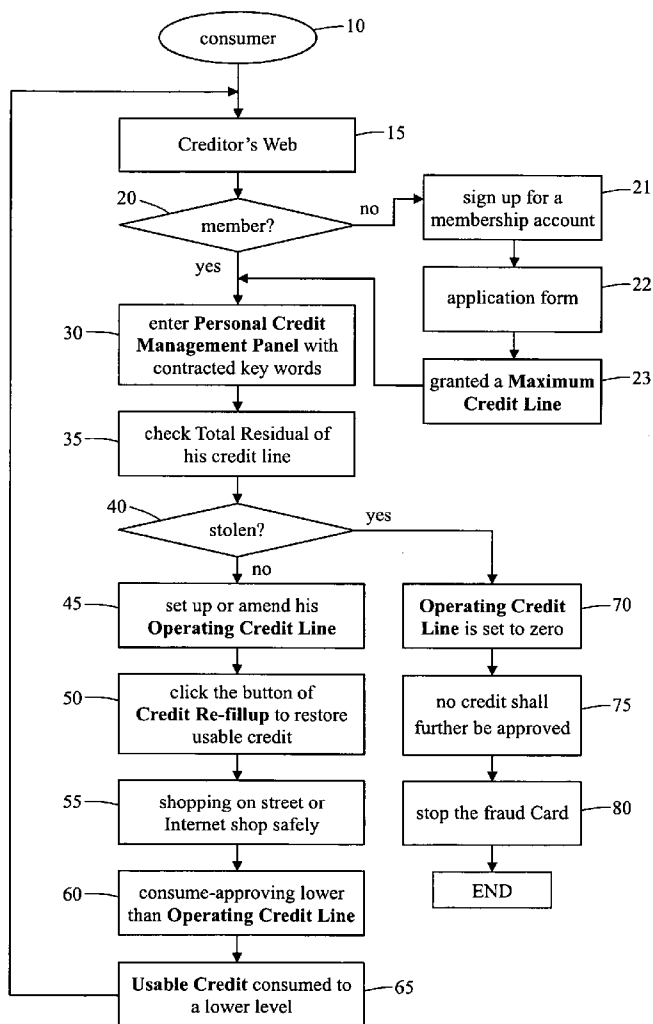 consumer
10
Creditor's Web
15
20
member?
no
yes
sign up for a
membership account
21
application form
22
granted a Maximum
Credit Line
23
30
enter Personal Credit
Management Panel with
contracted key words
35
check Total Residual of
his credit line
40
stolen?
yes
no
45
set up or amend his
Operating Credit Line
Operating Credit
Line is set to zero
70
50
click the button of
Credit Re-fillup to restore
usable credit
no credit shall
further be approved
75
55
shopping on street or
Internet shop safely
stop the fraud Card
80
60
consume-approving lower
than Operating Credit Line
END
Usable Credit consumed to
a lower level
65